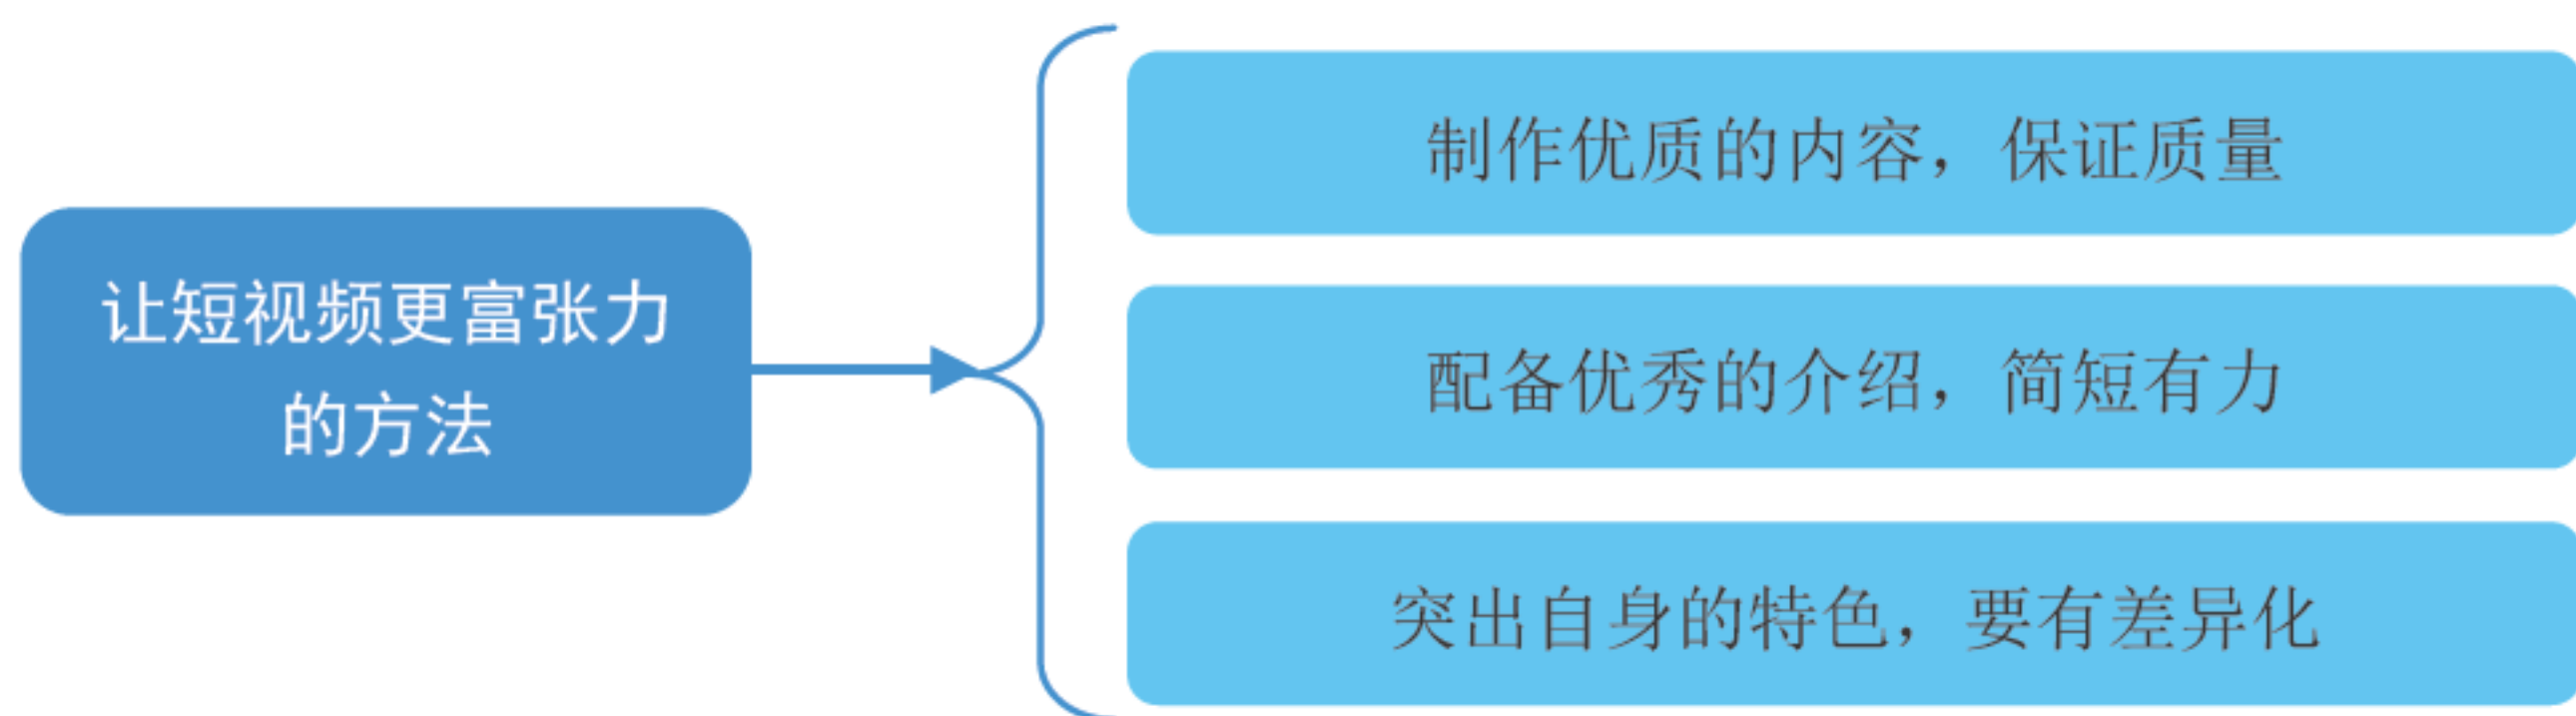 让短视频更富张力
的方法
制作优质的内容，保证质量
配备优秀的介绍，简短有力
突出自身的特色，要有差异化